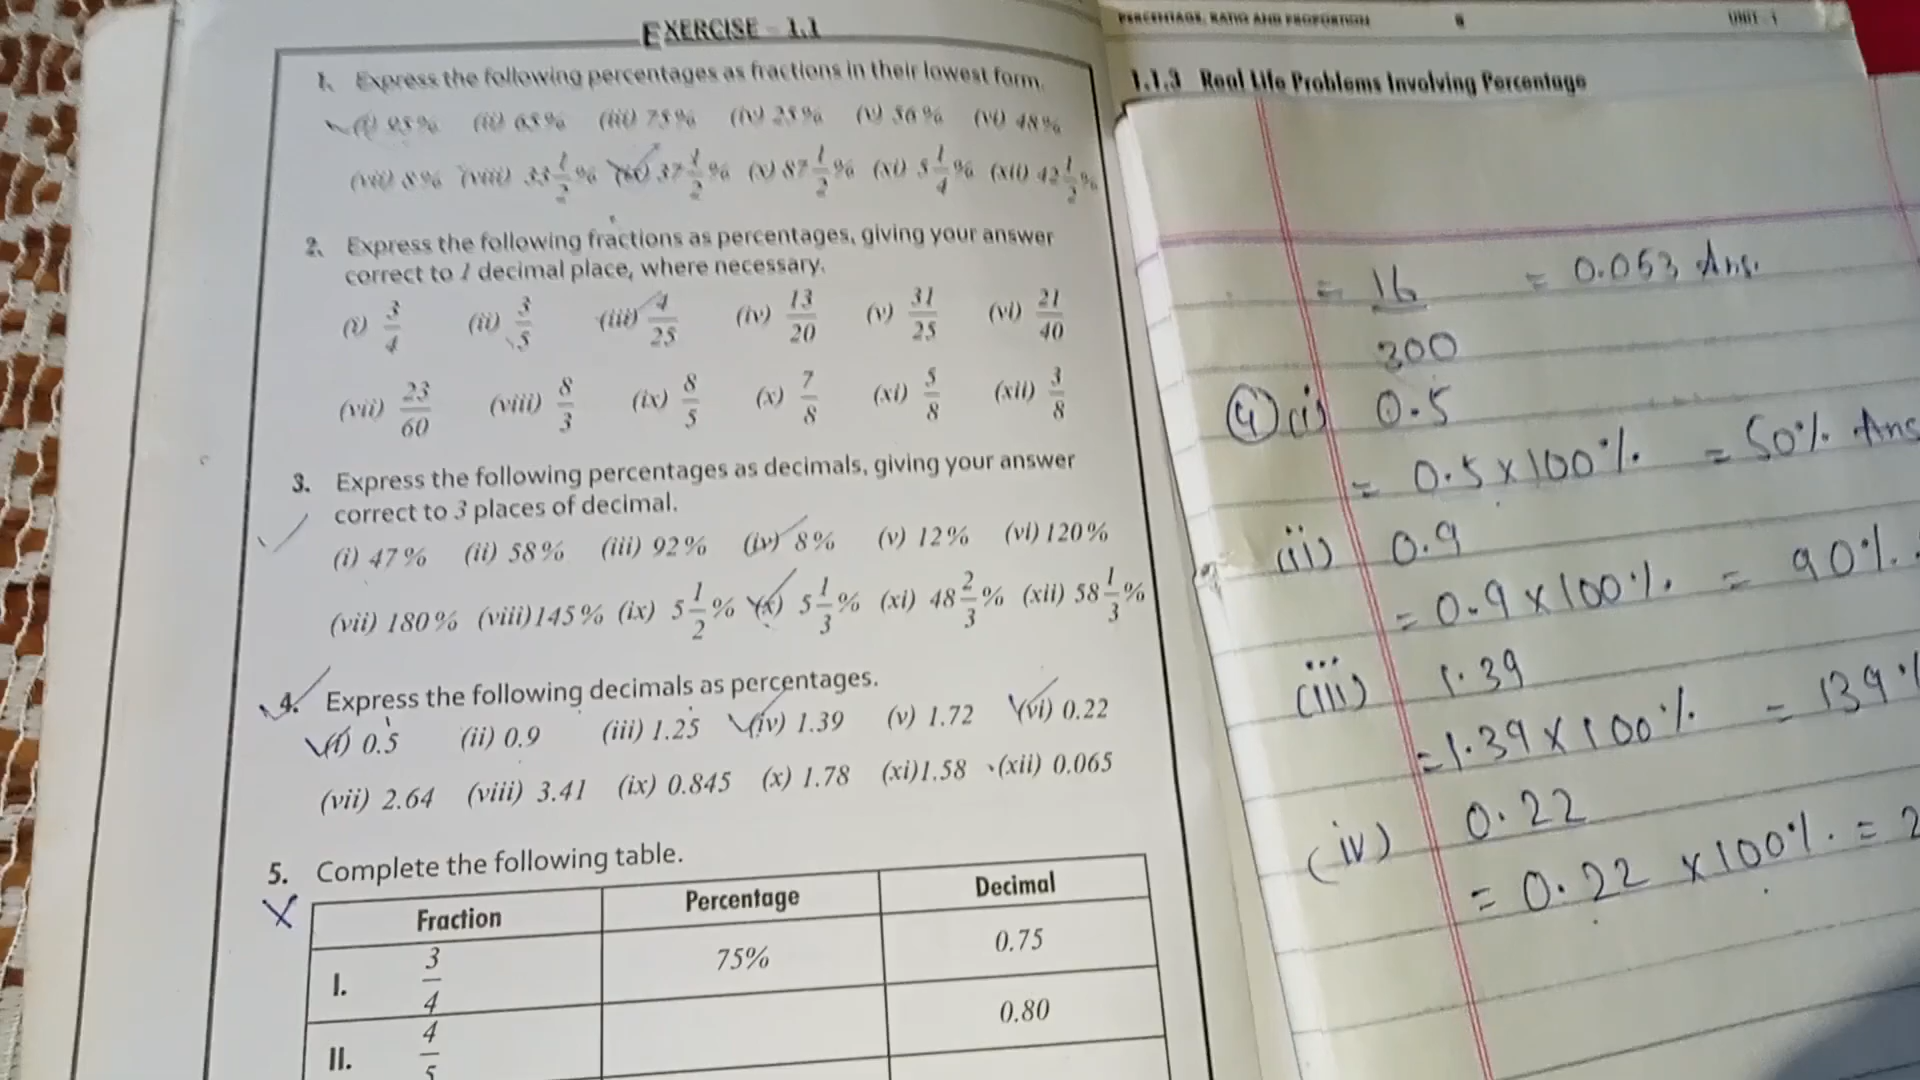 EXERCISE - 1.1
1. Express the following percentages as fractions in their lowest form.
(i) 95% (ii) 65% (iii) 75% (iv) 25% (v) 56% (vi) 48%
(vii) 8% (viii) 33 1/2 % (ix) 37 1/2 % (x) 87 1/2 % (xi) 5 1/4 % (xii) 42 1/2 %
2. Express the following fractions as percentages, giving your answer
correct to 1 decimal place, where necessary.
(i) 3/4 (ii) 3/5 (iii) 4/25 (iv) 13/20 (v) 31/25 (vi) 21/40
(vii) 23/60 (viii) 8/3 (ix) 8/5 (x) 7/8 (xi) 5/8 (xii) 3/8
3. Express the following percentages as decimals, giving your answer
correct to 3 places of decimal.
(i) 47% (ii) 58% (iii) 92% (iv) 8% (v) 12% (vi) 120%
(vii) 180% (viii) 145% (ix) 5 1/2 % (x) 5 1/3 % (xi) 48 2/3 % (xii) 58 1/3 %
4. Express the following decimals as percentages.
(i) 0.5 (ii) 0.9 (iii) 1.25 (iv) 1.39 (v) 1.72 (vi) 0.22
(vii) 2.64 (viii) 3.41 (ix) 0.845 (x) 1.78 (xi) 1.58 (xii) 0.065
5. Complete the following table.
Fraction Percentage Decimal
I. 3/4 75% 0.75
II. 4/5 0.80
PERCENTAGE, RATIO AND PROPORTION UNIT - 1
1.1.3 Real Life Problems Involving Percentage
= 16/300 = 0.053 Ans.
4 (i) 0.5
= 0.5 x 100% = 50% Ans
(ii) 0.9
= 0.9 x 100% = 90%.
(iii) 1.39
= 1.39 x 100% = 139%
(iv) 0.22
= 0.22 x 100% = 2